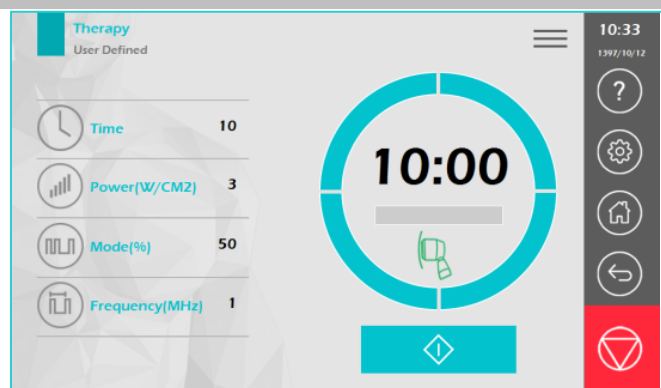 Therapy
User Defined
10:33
1397/10/12
?
Time 10
10:00
Power(W/CM2) 3
Mode(%) 50
Frequency(MHz) 1